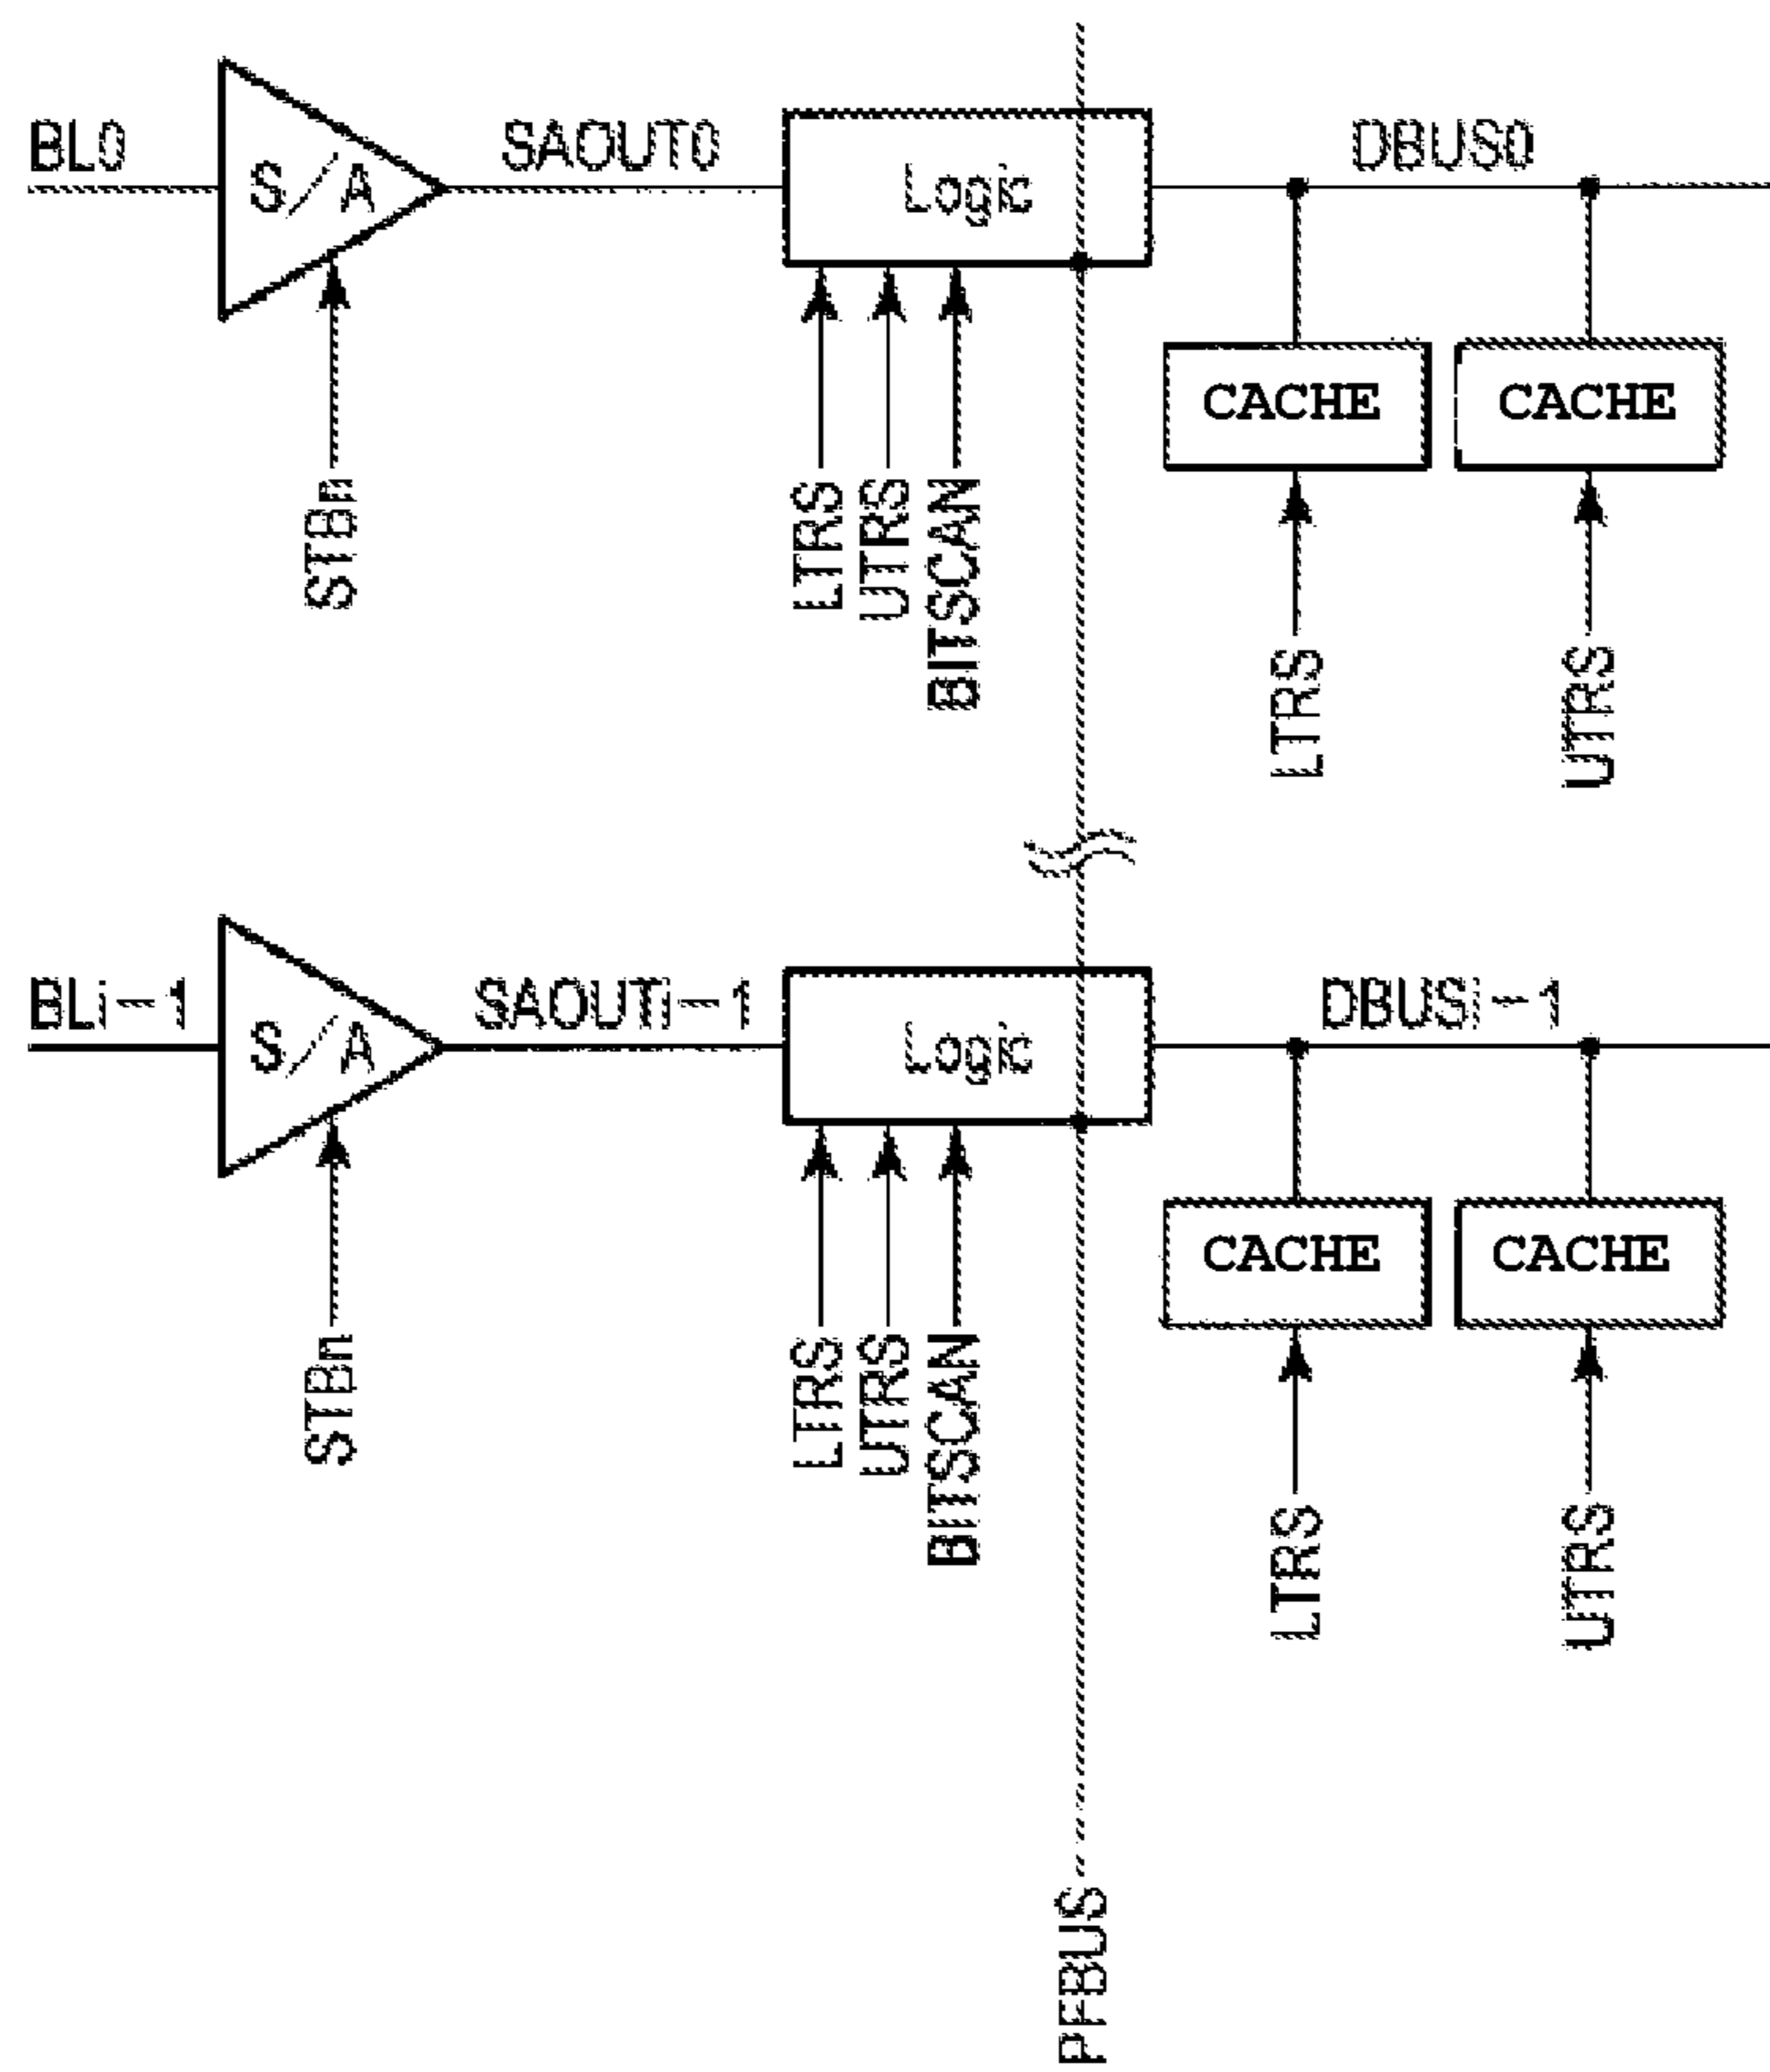 BL0
S/A
SAOUT0
Logic
DBUS0
CACHE
CACHE
STBn
LTRS
UTRS
BITSCAN
LTRS
UTRS
BLi-1
S/A
SAOUTi-1
Logic
DBUSi-1
CACHE
CACHE
STBn
LTRS
UTRS
BITSCAN
LTRS
UTRS
PFBUS